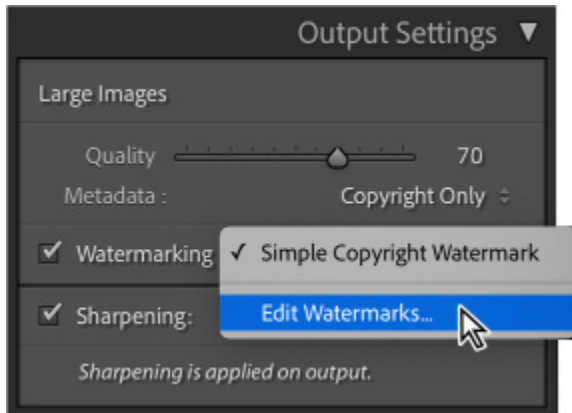 Output Settings ▼
Large Images
Quality 70
Metadata : Copyright Only
Watermarking ✓ Simple Copyright Watermark
Edit Watermarks...
Sharpening:
Sharpening is applied on output.